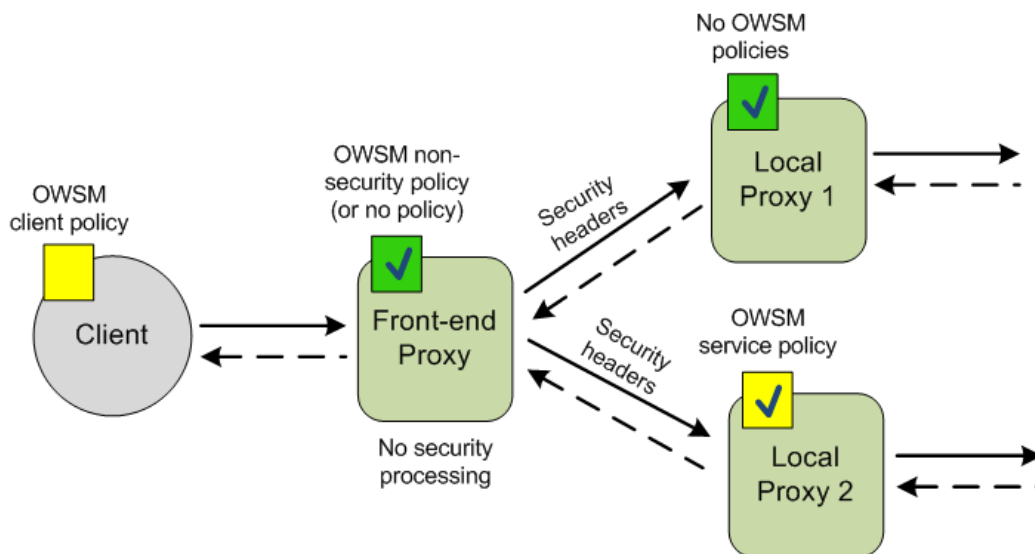 OWSM
client policy
Client
OWSM non-
security policy
(or no policy)
Front-end
Proxy
No security
processing
Security
headers
Security
headers
No OWSM
policies
Local
Proxy 1
OWSM
service policy
Local
Proxy 2